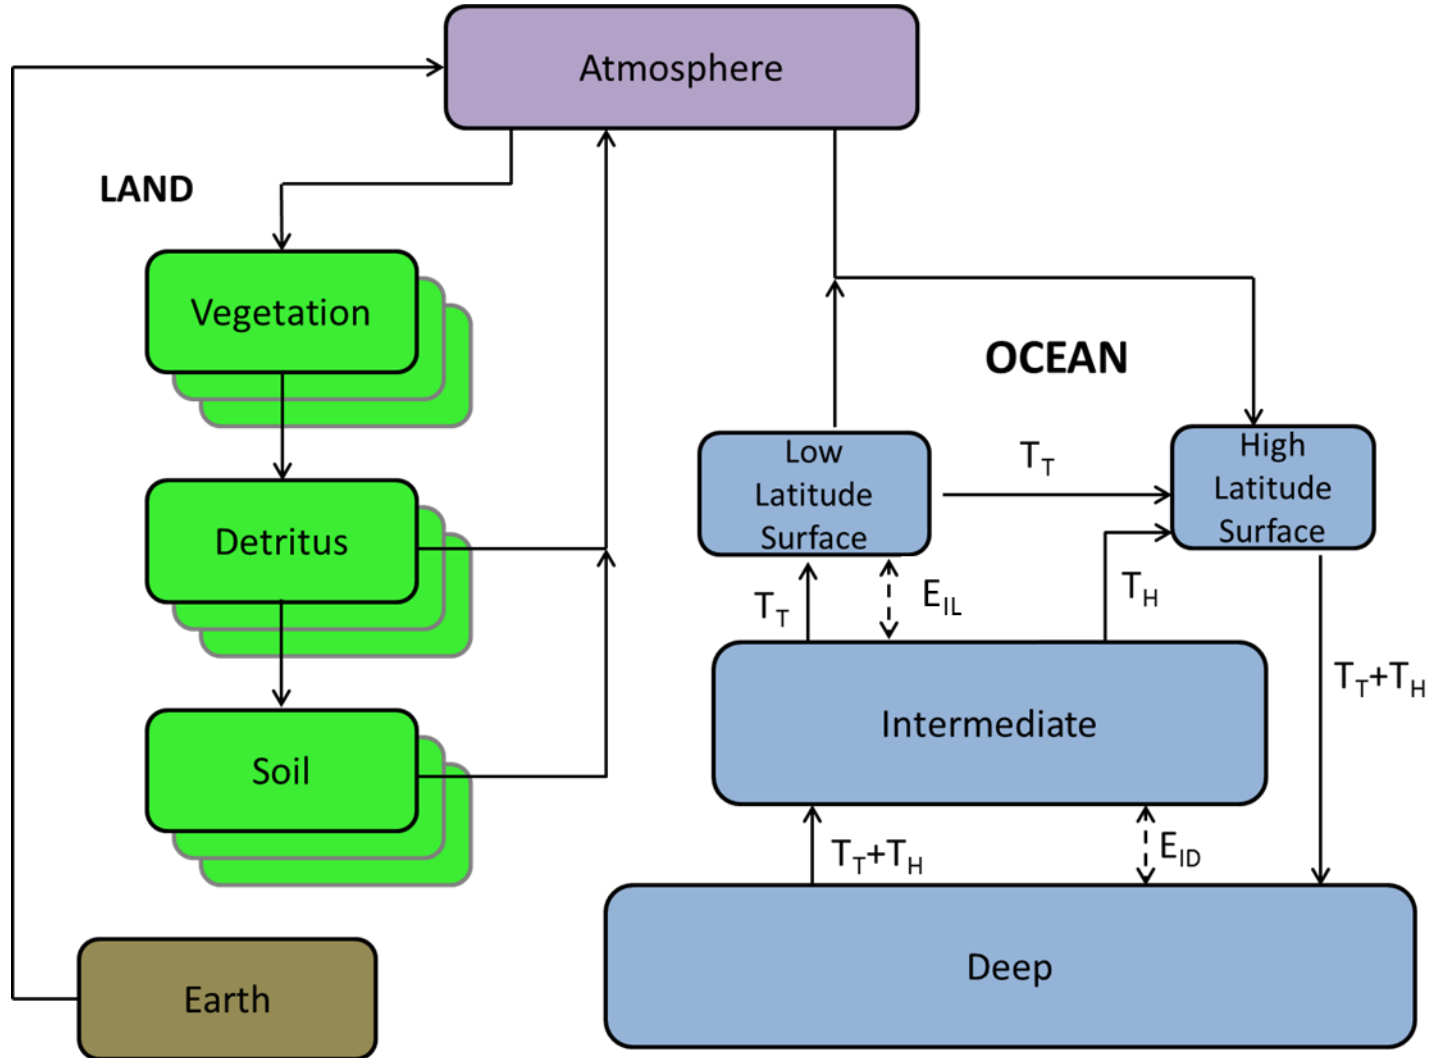 Atmosphere
LAND
Vegetation
OCEAN
Low
Latitude
Surface
T_T
High
Latitude
Surface
Detritus
T_T
E_IL
T_H
T_T+T_H
Intermediate
Soil
T_T+T_H
E_ID
Deep
Earth